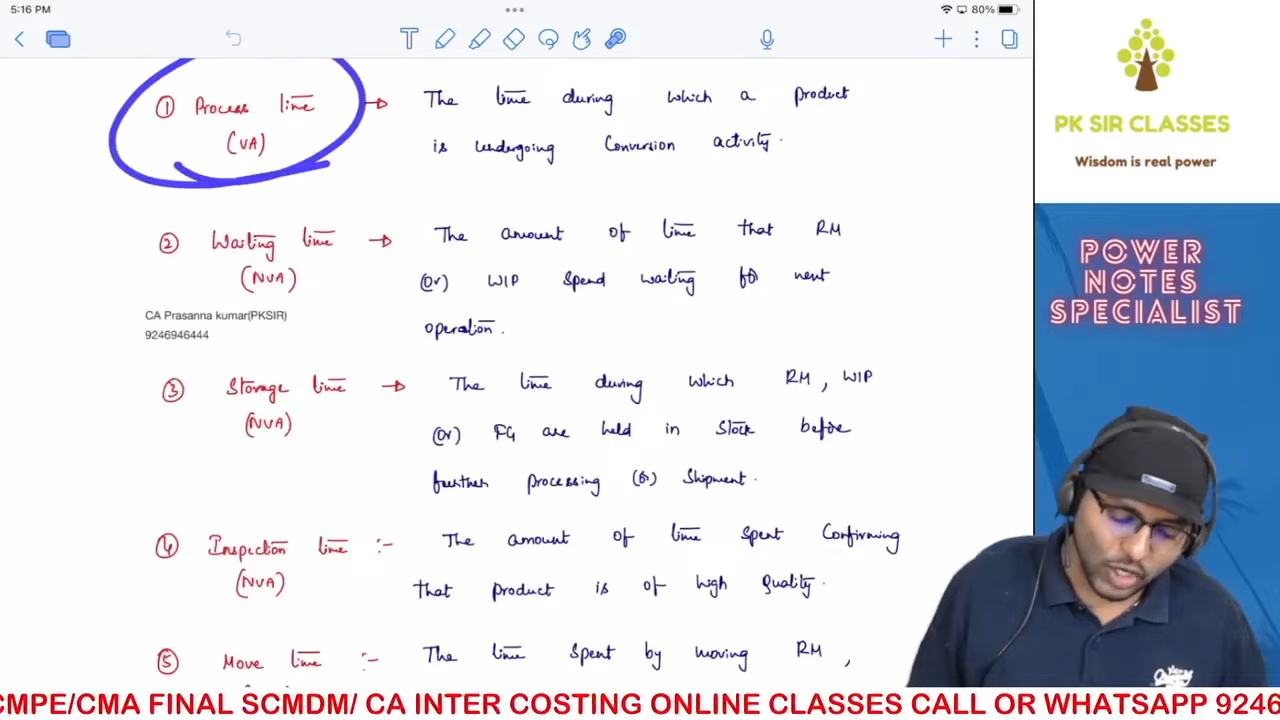 5:16 PM
80%
T
① Process time → The time during which a product
(VA) is undergoing Conversion activity.
② Waiting time → The amount of time that RM
(NVA) (or) WIP Spend waiting for next
operation.
CA Prasanna kumar(PKSIR)
9246946444
③ Storage time → The time during which RM, WIP
(NVA) (or) FG are held in Stock before
further processing (or) Shipment.
④ Inspection time :- The amount of time spent Confirming
(NVA) that product is of high Quality.
⑤ Move time :- The time spent by moving RM,
PK SIR CLASSES
Wisdom is real power
POWER
NOTES
SPECIALIST
CMPE/CMA FINAL SCMDM/ CA INTER COSTING ONLINE CLASSES CALL OR WHATSAPP 9246